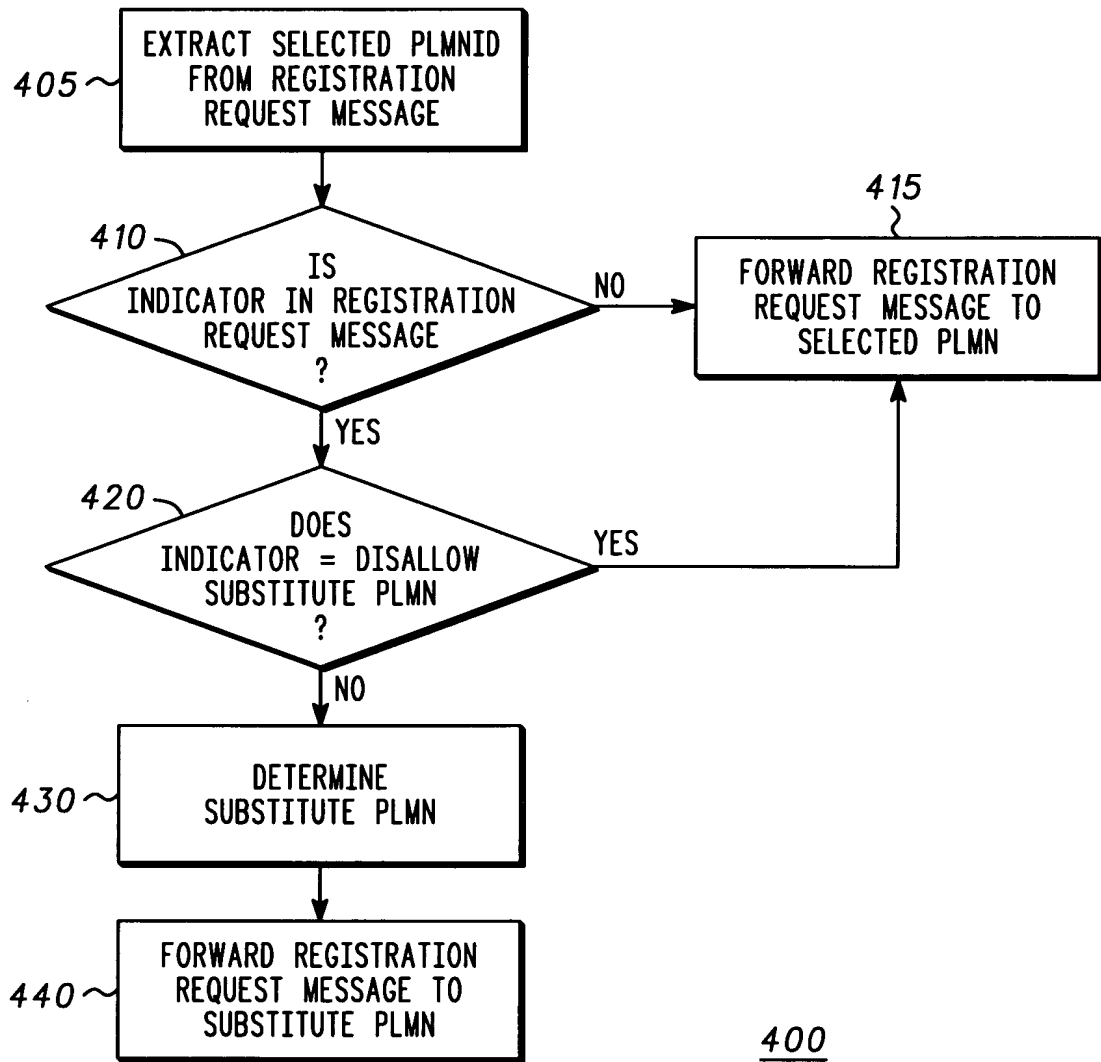 405
EXTRACT SELECTED PLMNID
FROM REGISTRATION
REQUEST MESSAGE
410
IS
INDICATOR IN REGISTRATION
REQUEST MESSAGE
?
NO
415
FORWARD REGISTRATION
REQUEST MESSAGE TO
SELECTED PLMN
YES
420
DOES
INDICATOR = DISALLOW
SUBSTITUTE PLMN
?
YES
NO
430
DETERMINE
SUBSTITUTE PLMN
440
FORWARD REGISTRATION
REQUEST MESSAGE TO
SUBSTITUTE PLMN
400